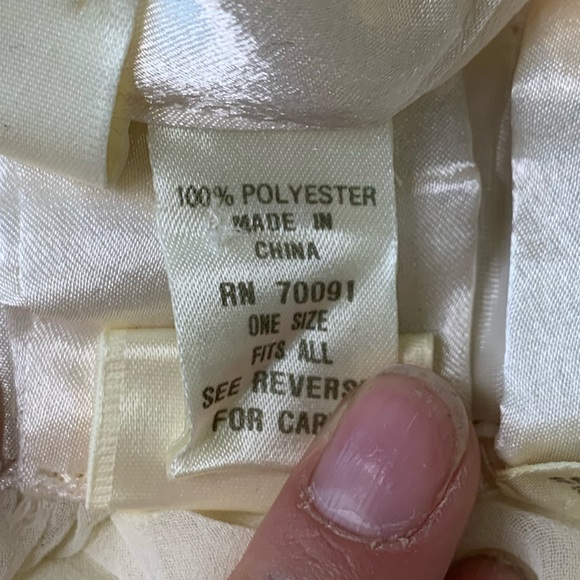 100% POLYESTER
MADE IN
CHINA
RN 70091
ONE SIZE
FITS ALL
SEE REVERS
FOR CAR